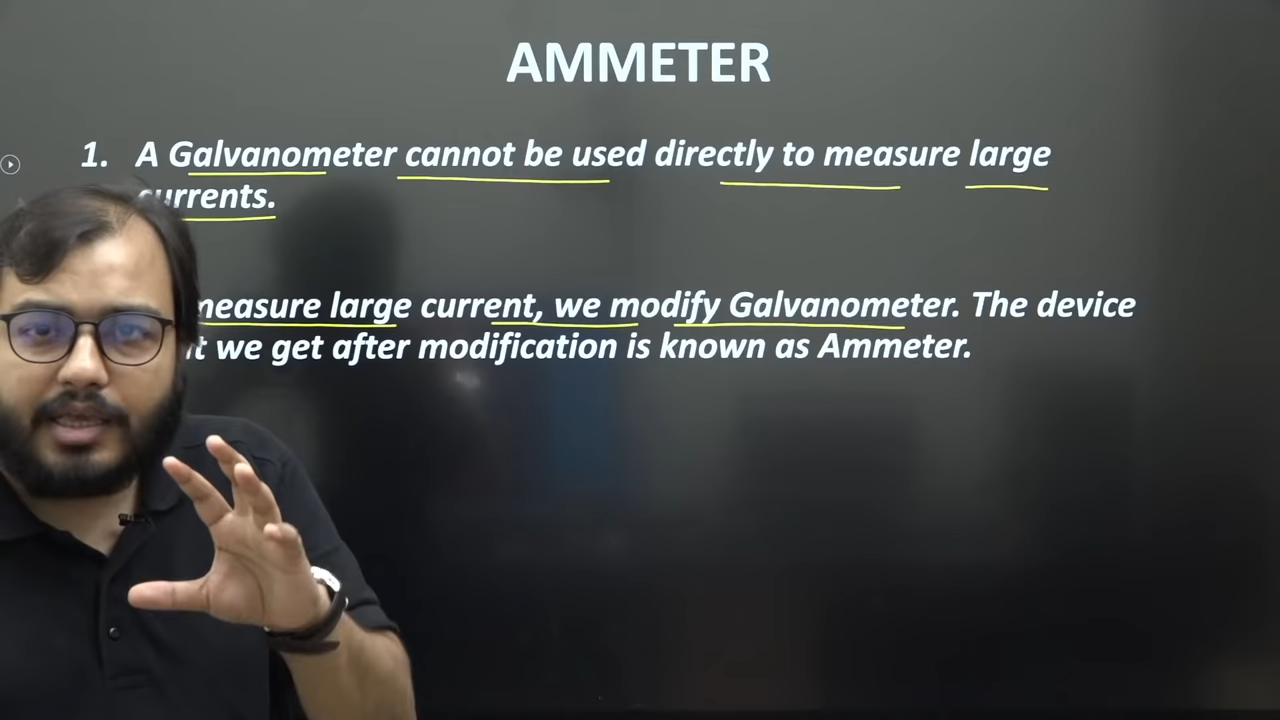 AMMETER
1. A Galvanometer cannot be used directly to measure large
currents.
measure large current, we modify Galvanometer. The device
we get after modification is known as Ammeter.